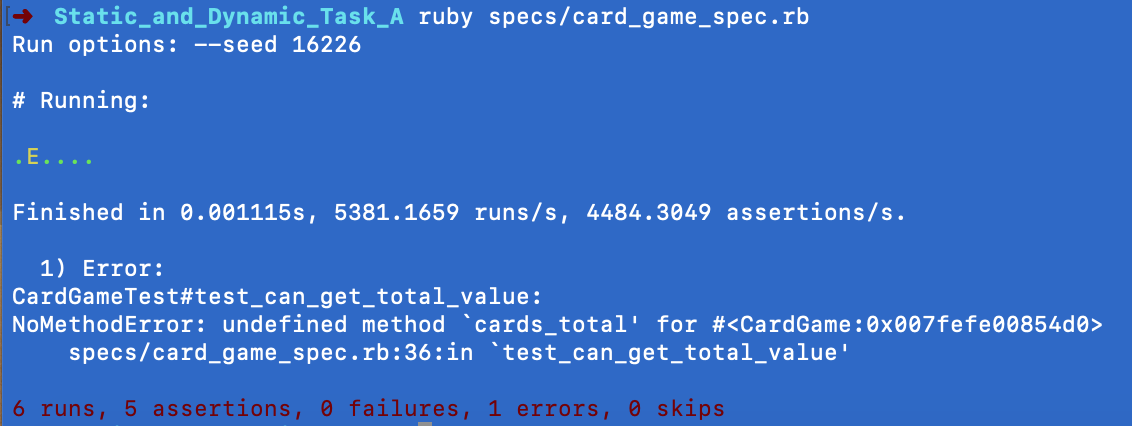 ➜ Static_and_Dynamic_Task_A ruby specs/card_game_spec.rb
Run options: --seed 16226
# Running:
.E....
Finished in 0.001115s, 5381.1659 runs/s, 4484.3049 assertions/s.
1) Error:
CardGameTest#test_can_get_total_value:
NoMethodError: undefined method `cards_total' for #<CardGame:0x007fefe00854d0>
specs/card_game_spec.rb:36:in `test_can_get_total_value'
6 runs, 5 assertions, 0 failures, 1 errors, 0 skips